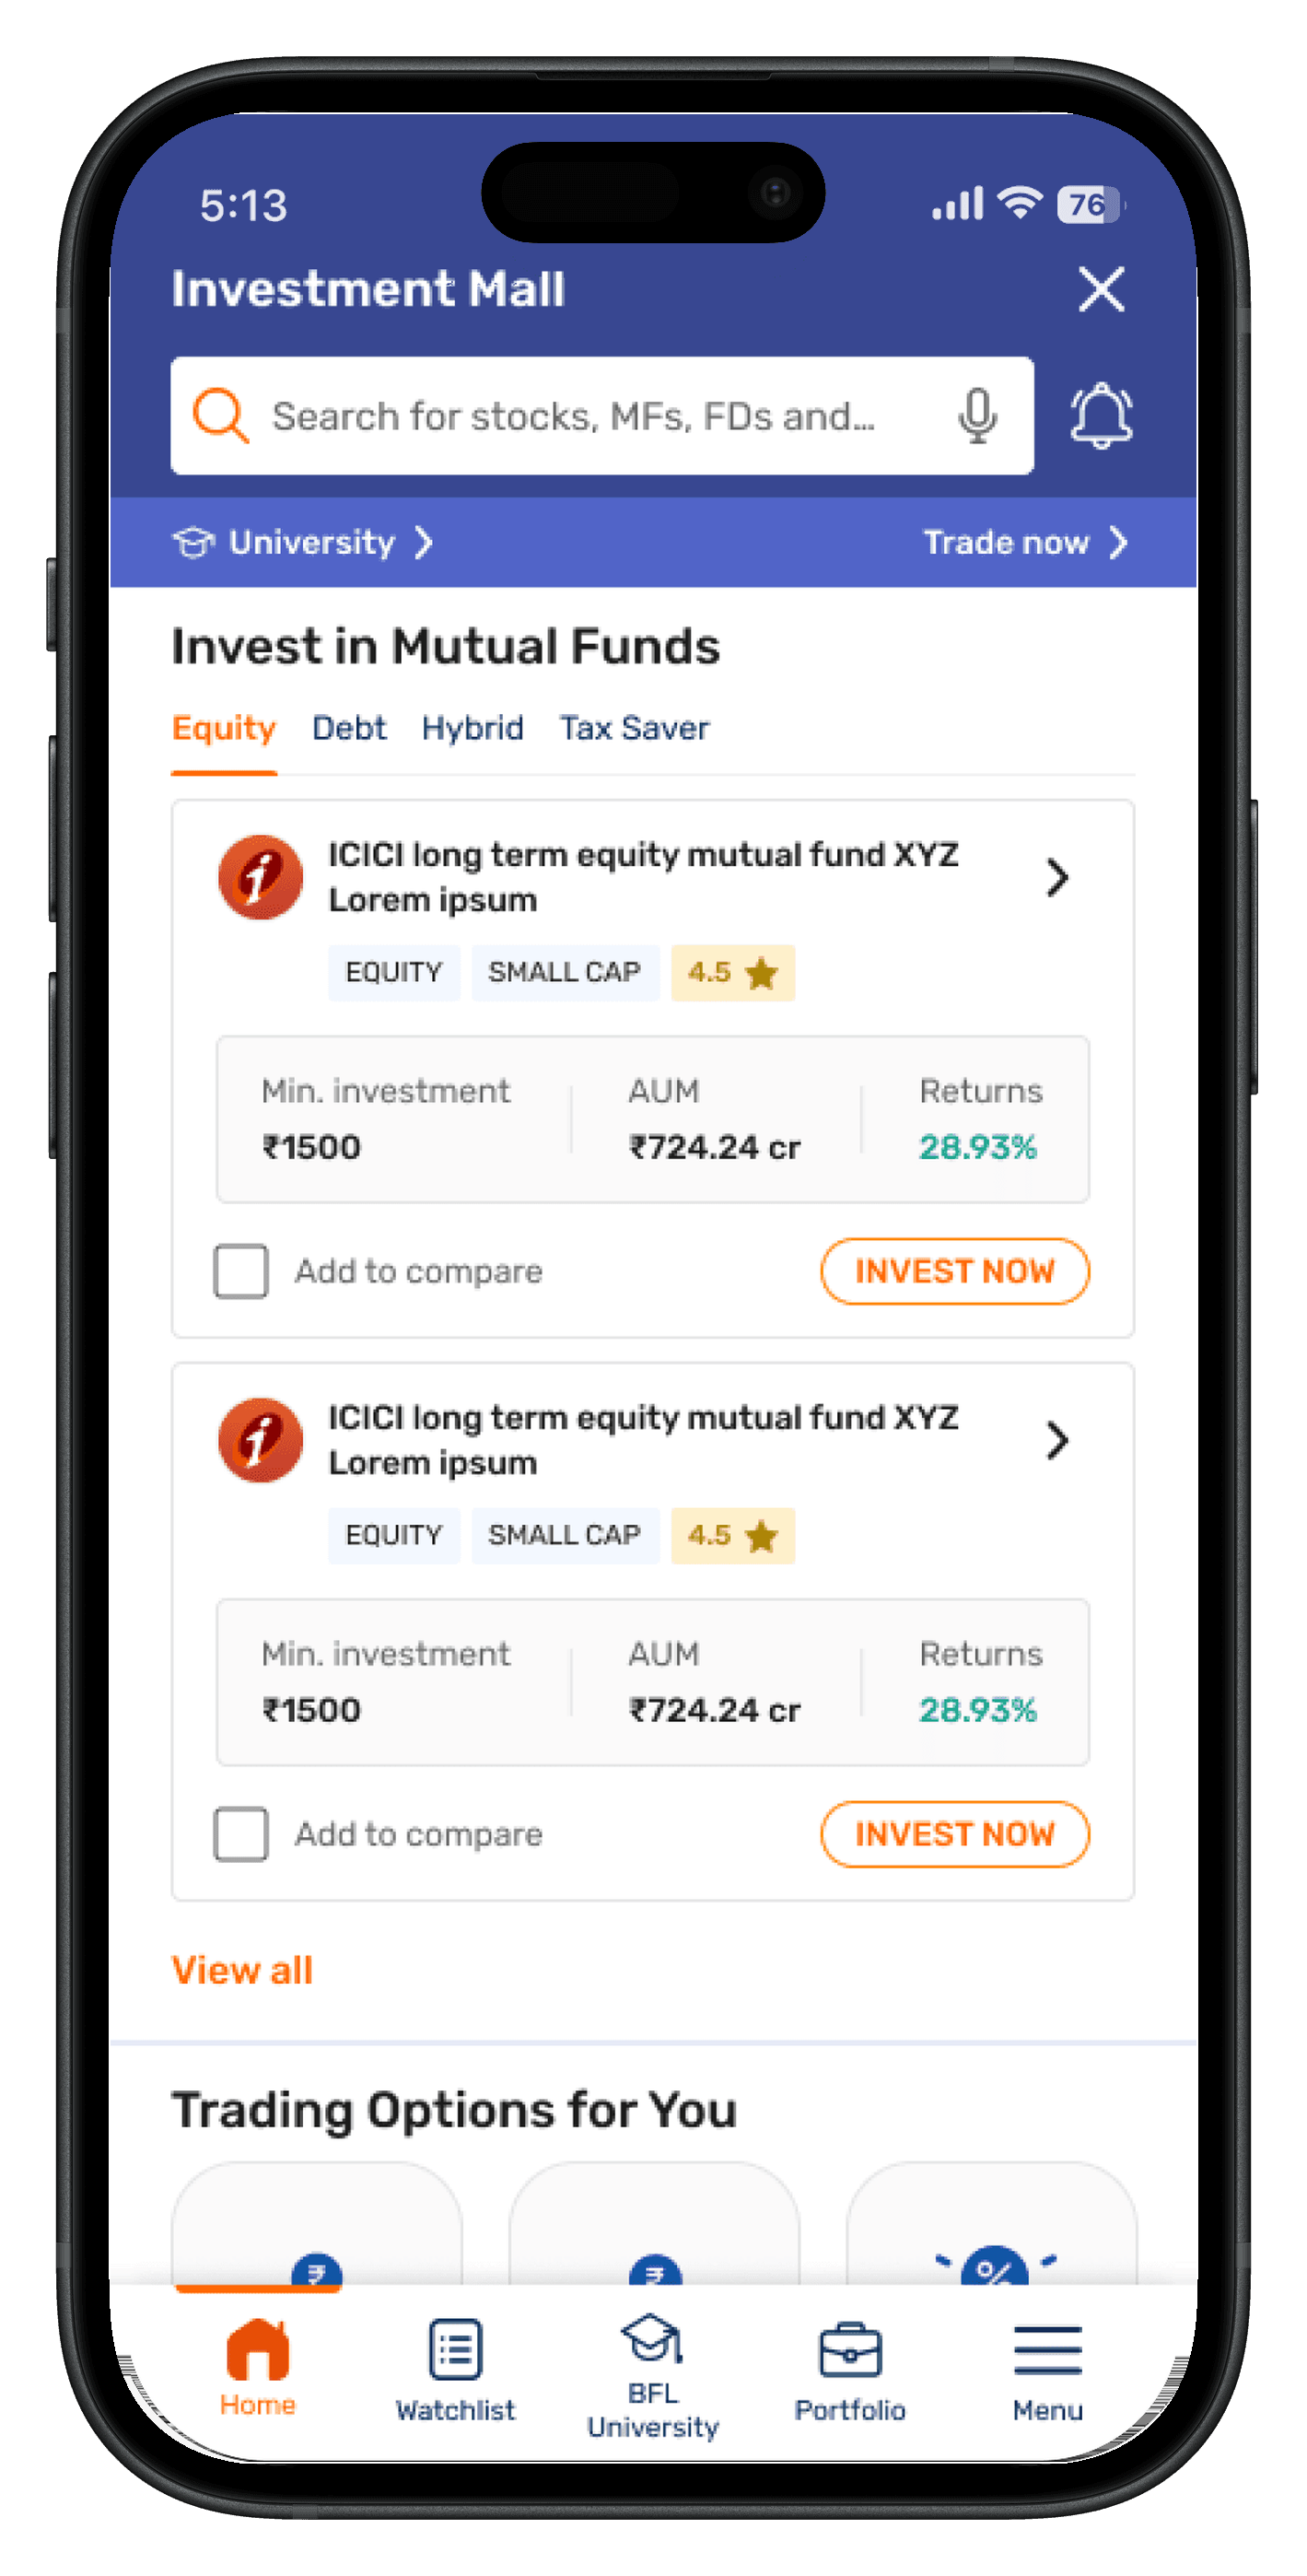 5:13
76
Investment Mall
Search for stocks, MFs, FDs and...
University
Trade now
Invest in Mutual Funds
Equity Debt Hybrid Tax Saver
ICICI long term equity mutual fund XYZ
Lorem ipsum
EQUITY SMALL CAP 4.5
Min. investment AUM Returns
₹1500 ₹724.24 cr 28.93%
Add to compare INVEST NOW
ICICI long term equity mutual fund XYZ
Lorem ipsum
EQUITY SMALL CAP 4.5
Min. investment AUM Returns
₹1500 ₹724.24 cr 28.93%
Add to compare INVEST NOW
View all
Trading Options for You
₹ ₹ %
Home Watchlist BFL University Portfolio Menu